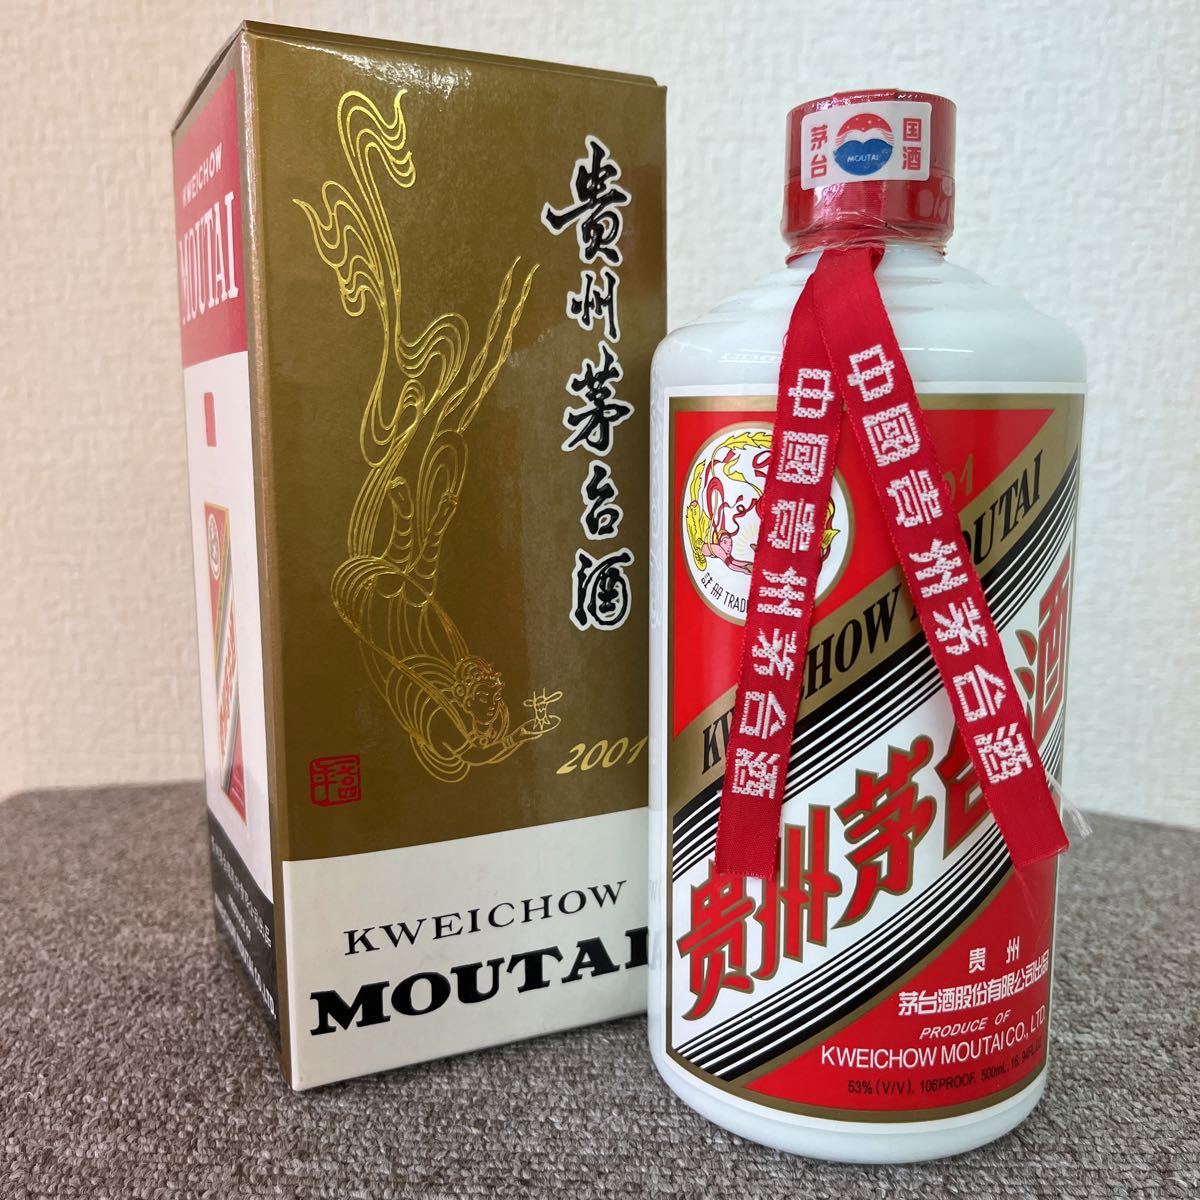 KWEICHOW
MOUTAI
貴州茅台酒
2001
KWEICHOW
MOUTAI
茅台
国酒
MOUTAI
中國貴州茅台酒
中國貴州茅台酒
KWEICHOW MOUTAI
贵州茅台酒
贵州
茅台酒股份有限公司出品
PRODUCE OF
KWEICHOW MOUTAI CO., LTD.
53% (V/V). 106PROOF. 500mL. 16. 94FL